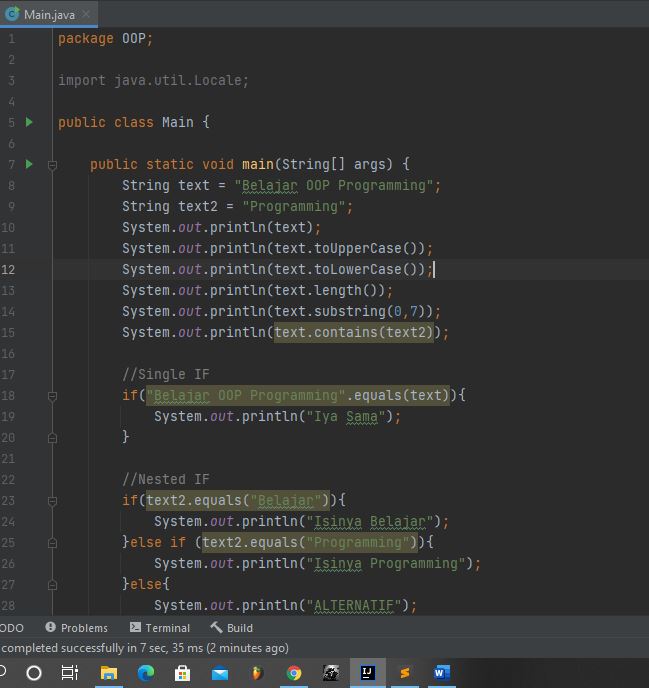 Main.java
1 package OOP;
2
3 import java.util.Locale;
4
5 public class Main {
6
7 public static void main(String[] args) {
8 String text = "Belajar OOP Programming";
9 String text2 = "Programming";
10 System.out.println(text);
11 System.out.println(text.toUpperCase());
12 System.out.println(text.toLowerCase());
13 System.out.println(text.length());
14 System.out.println(text.substring(0,7));
15 System.out.println(text.contains(text2));
16
17 //Single IF
18 if("Belajar OOP Programming".equals(text)){
19 System.out.println("Iya Sama");
20 }
21
22 //Nested IF
23 if(text2.equals("Belajar")){
24 System.out.println("Isinya Belajar");
25 }else if (text2.equals("Programming")){
26 System.out.println("Isinya Programming");
27 }else{
28 System.out.println("ALTERNATIF");
ODO Problems Terminal Build
completed successfully in 7 sec, 35 ms (2 minutes ago)